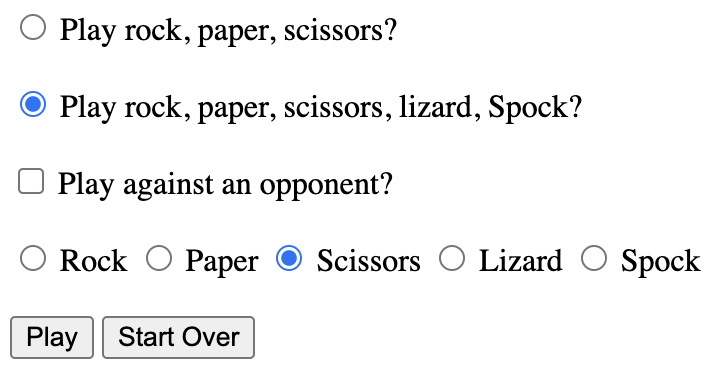 Play rock, paper, scissors?
Play rock, paper, scissors, lizard, Spock?
Play against an opponent?
Rock Paper Scissors Lizard Spock
Play Start Over